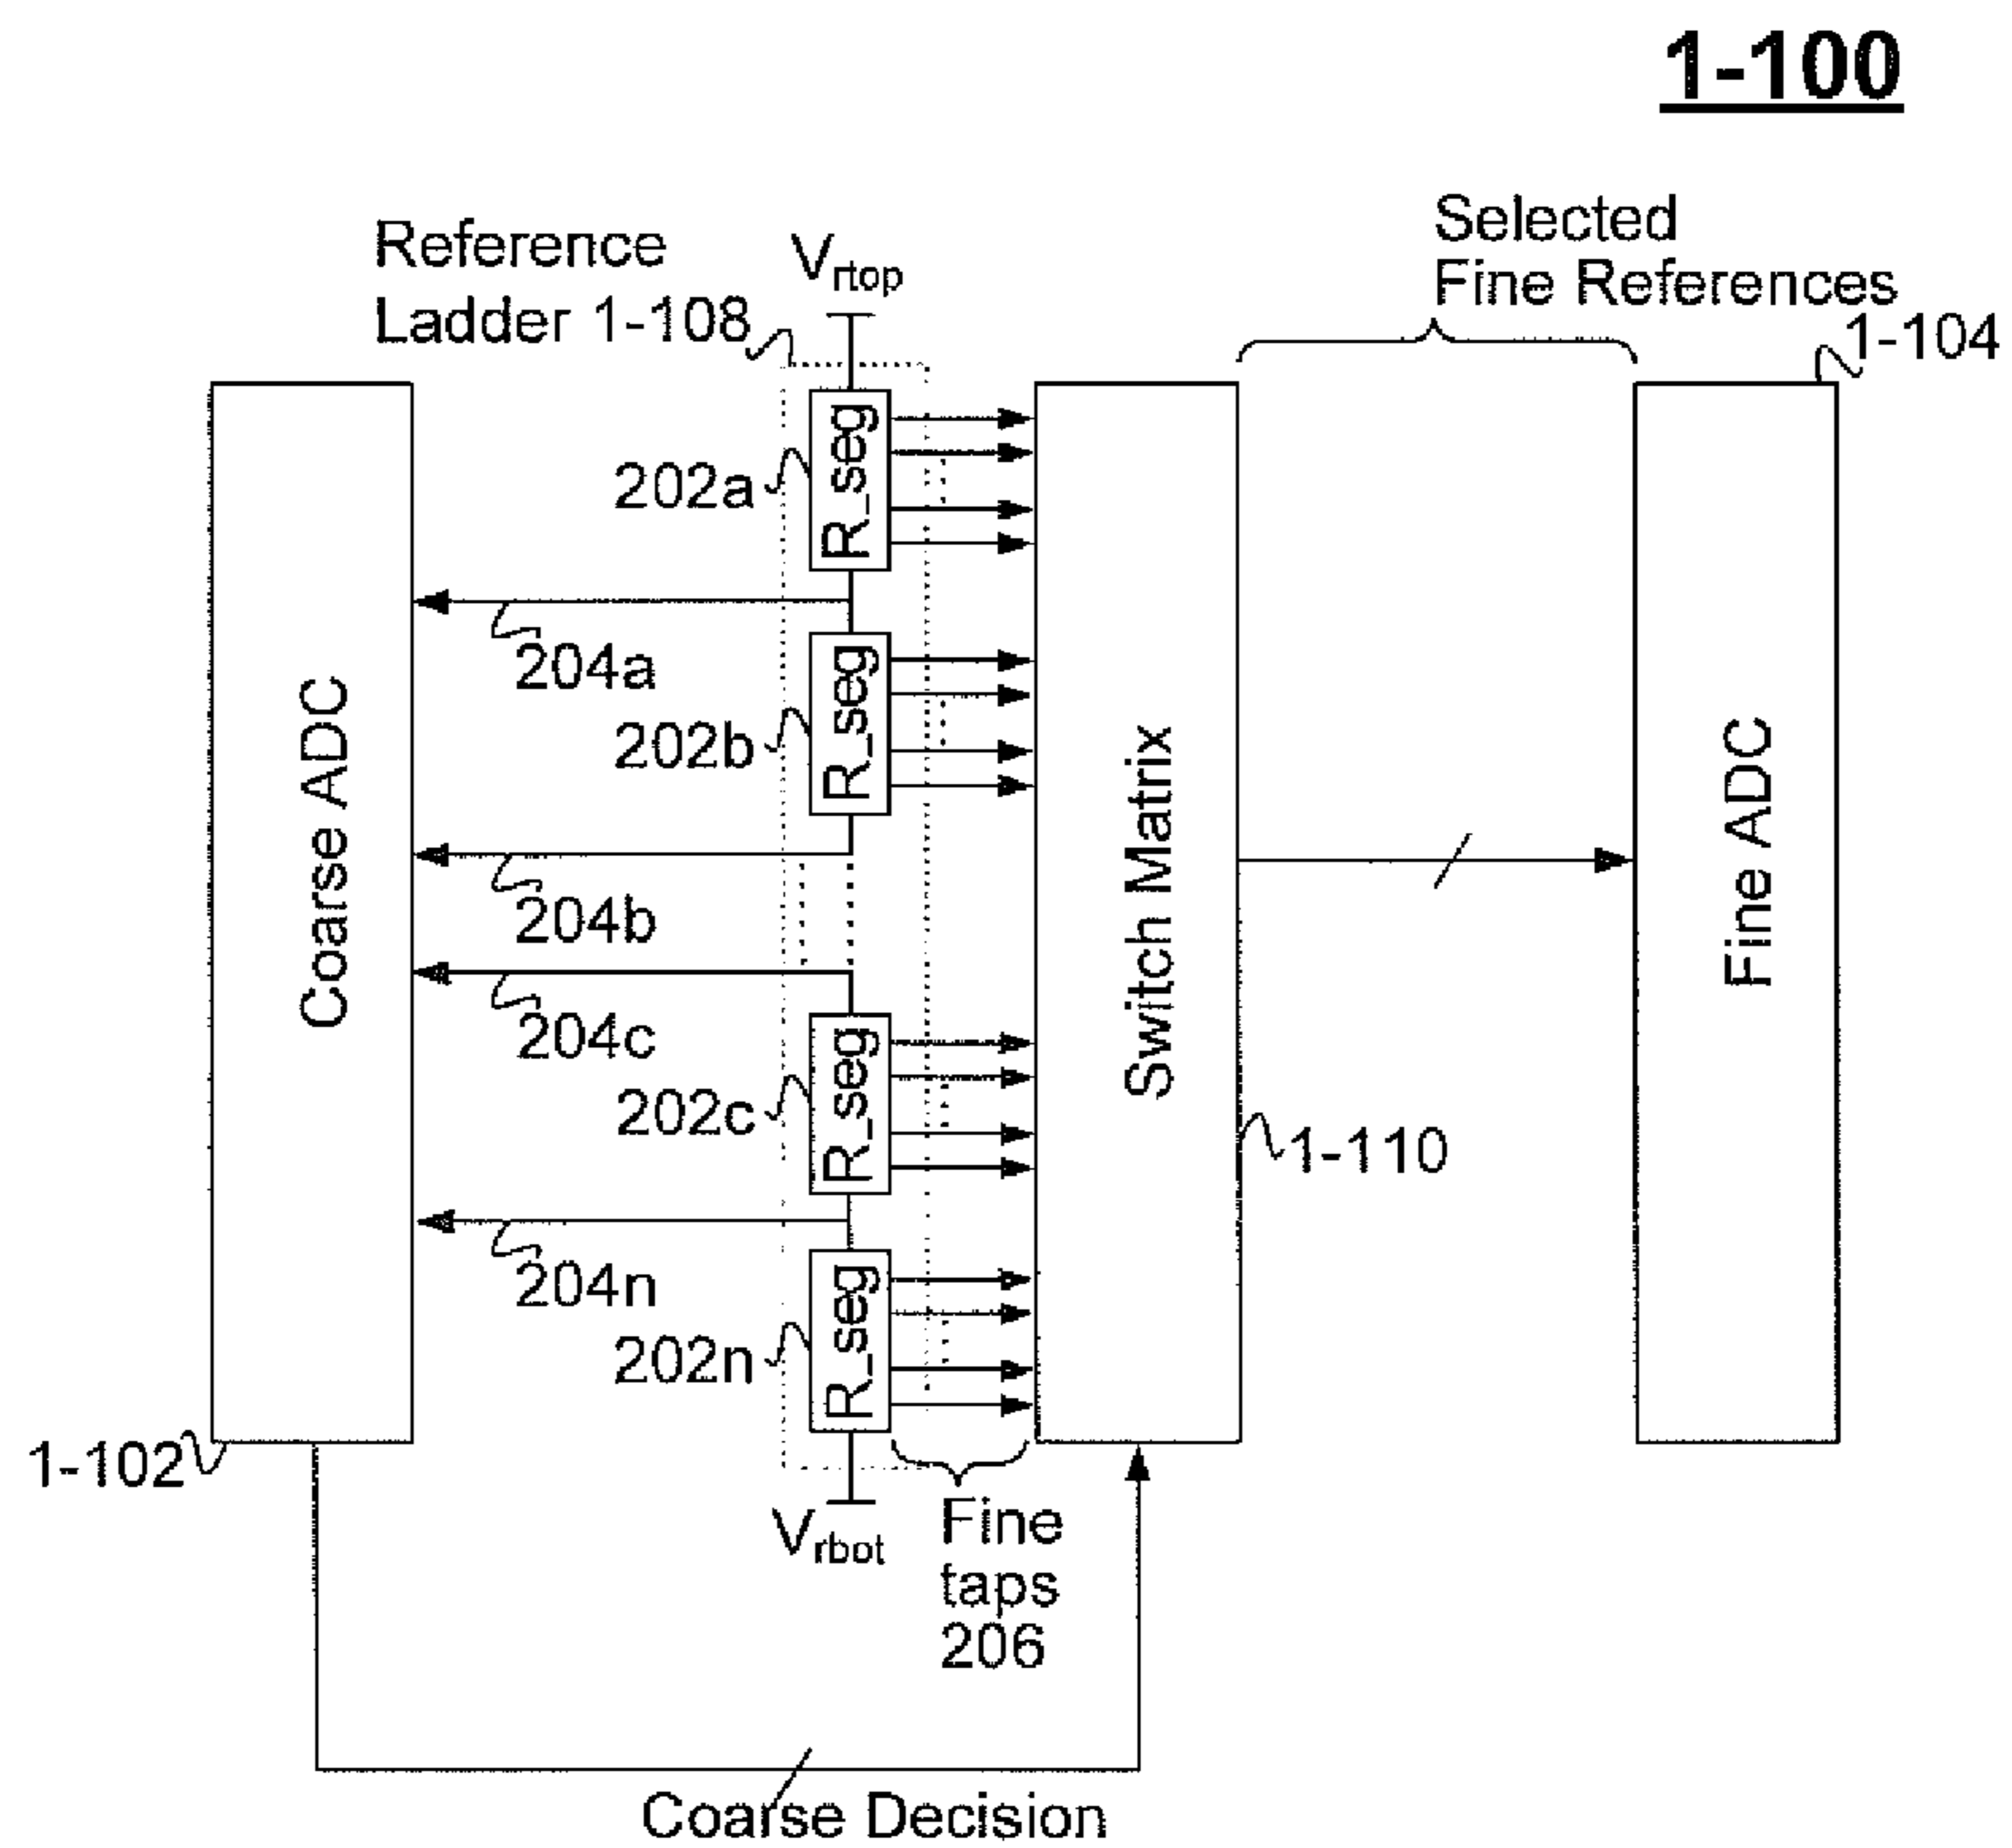 1-100
Selected
Fine References
Reference
Ladder 1-108
Vrtop
1-104
R_seg
202a
204a
R_seg
202b
Coarse ADC
Switch Matrix
Fine ADC
204b
204c
R_seg
202c
1-110
204n
R_seg
202n
1-102
Vrbot
Fine
taps
206
Coarse Decision